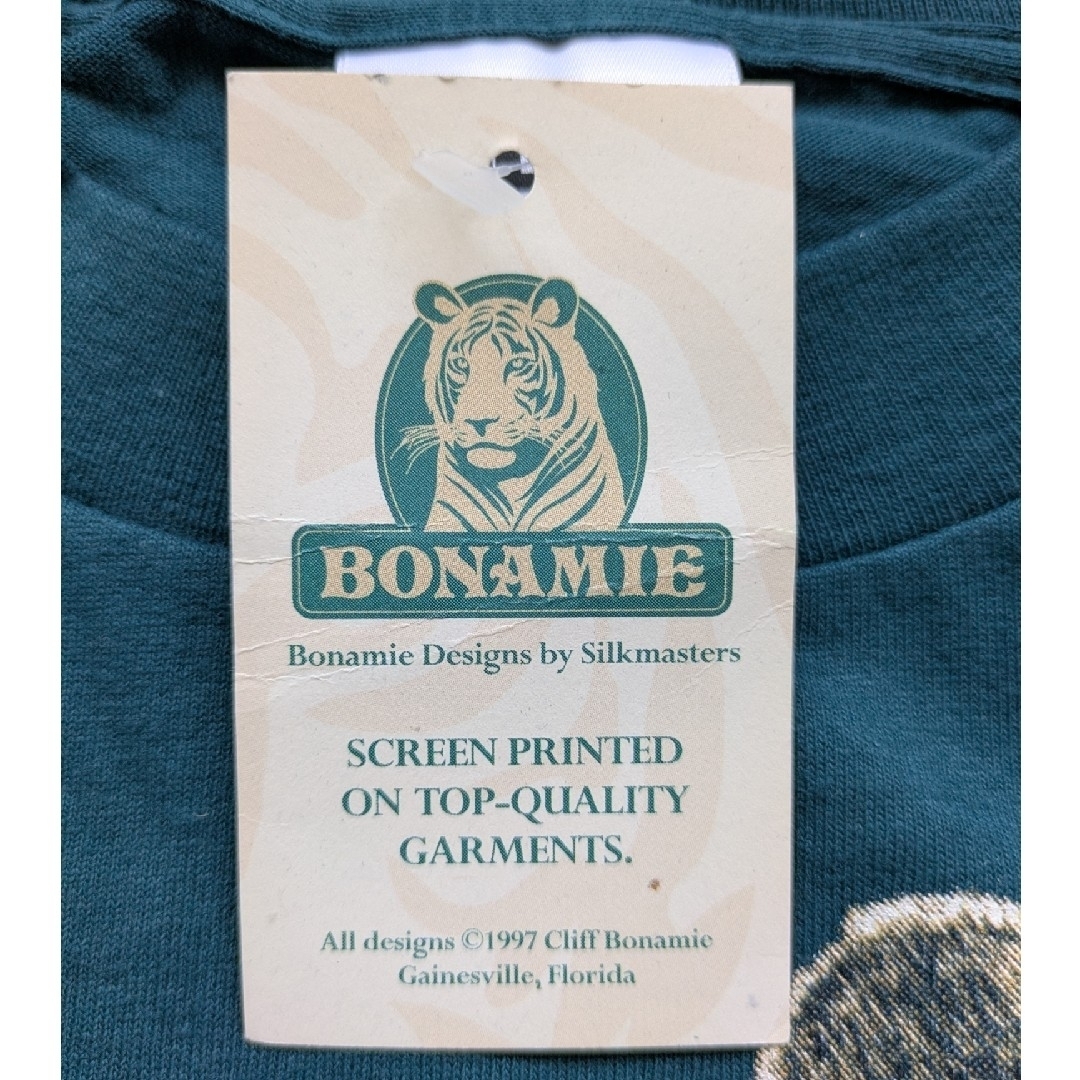 BONAMIE
Bonamie Designs by Silkmasters
SCREEN PRINTED
ON TOP-QUALITY
GARMENTS.
All designs ©1997 Cliff Bonamie
Gainesville, Florida